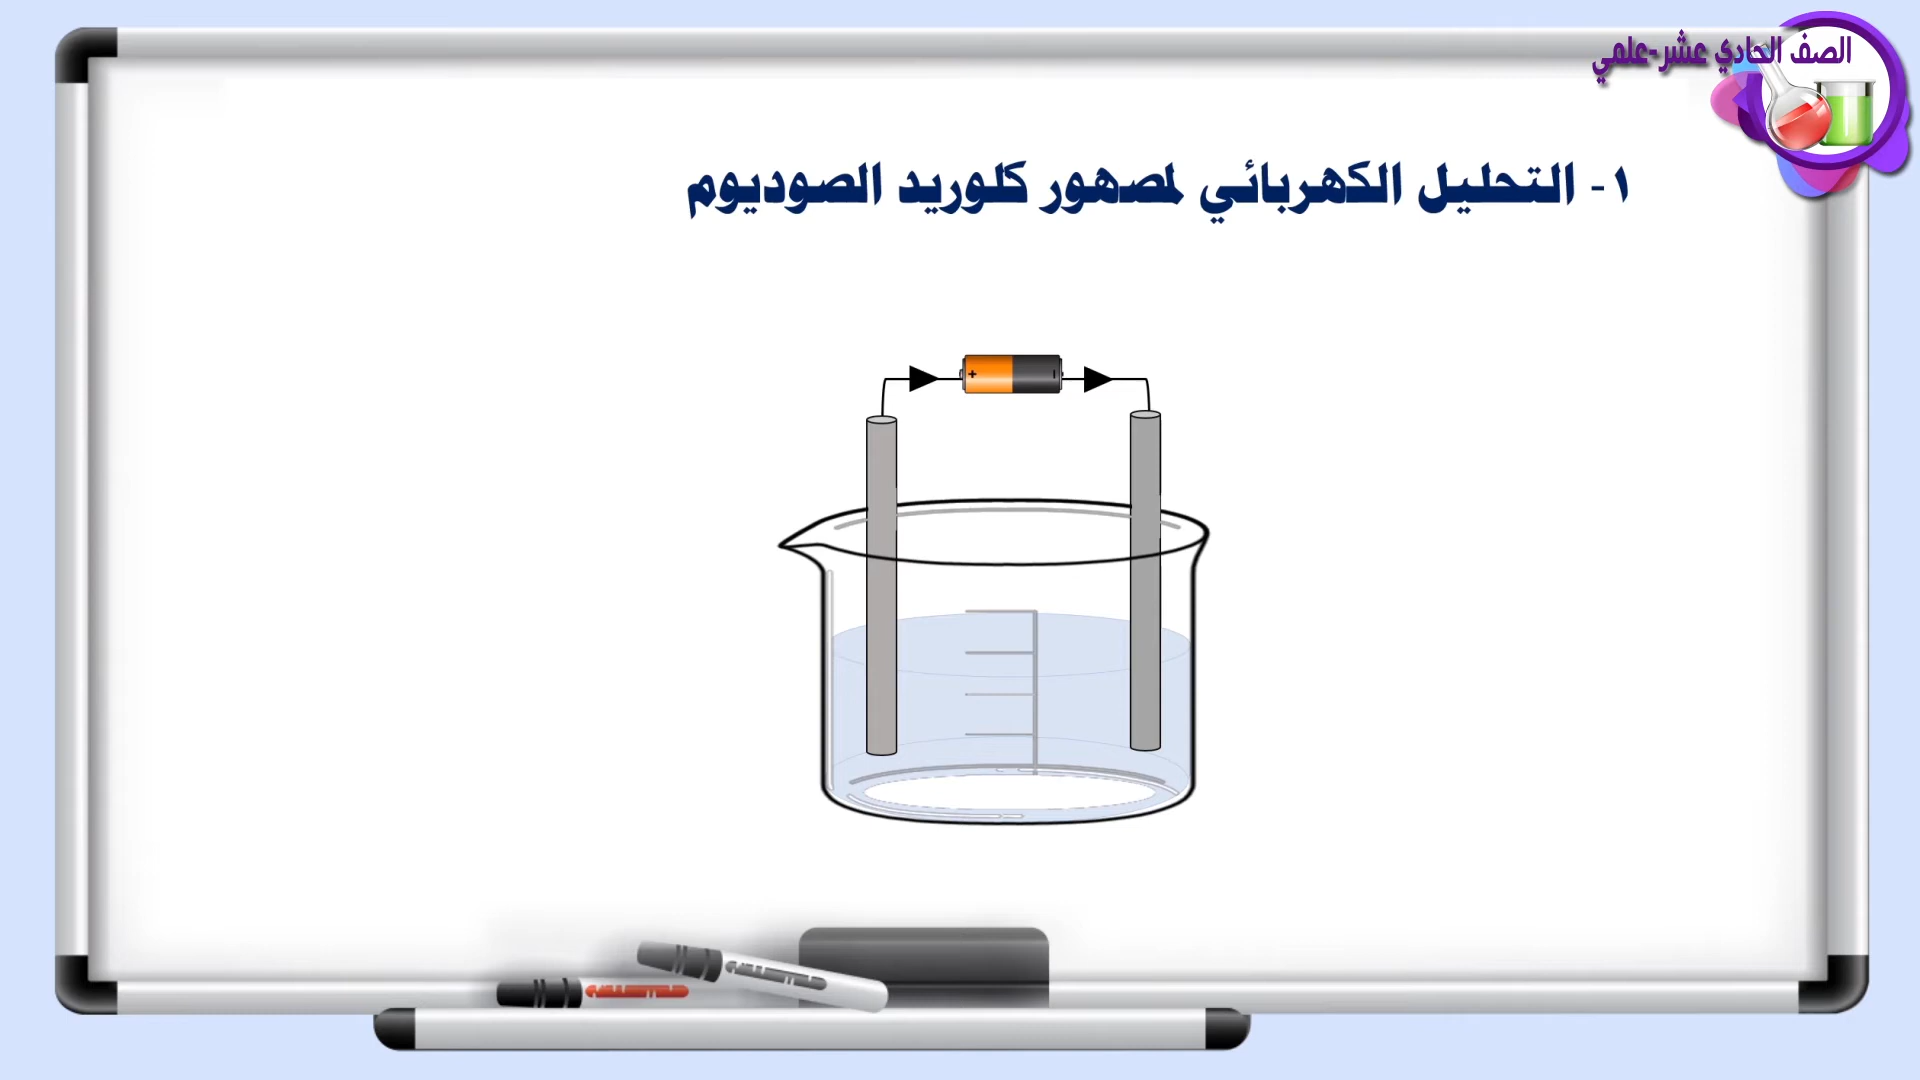 الصف الحادي عشر-علمي
١- التحليل الكهربائي لمصهور كلوريد الصوديوم
+ -